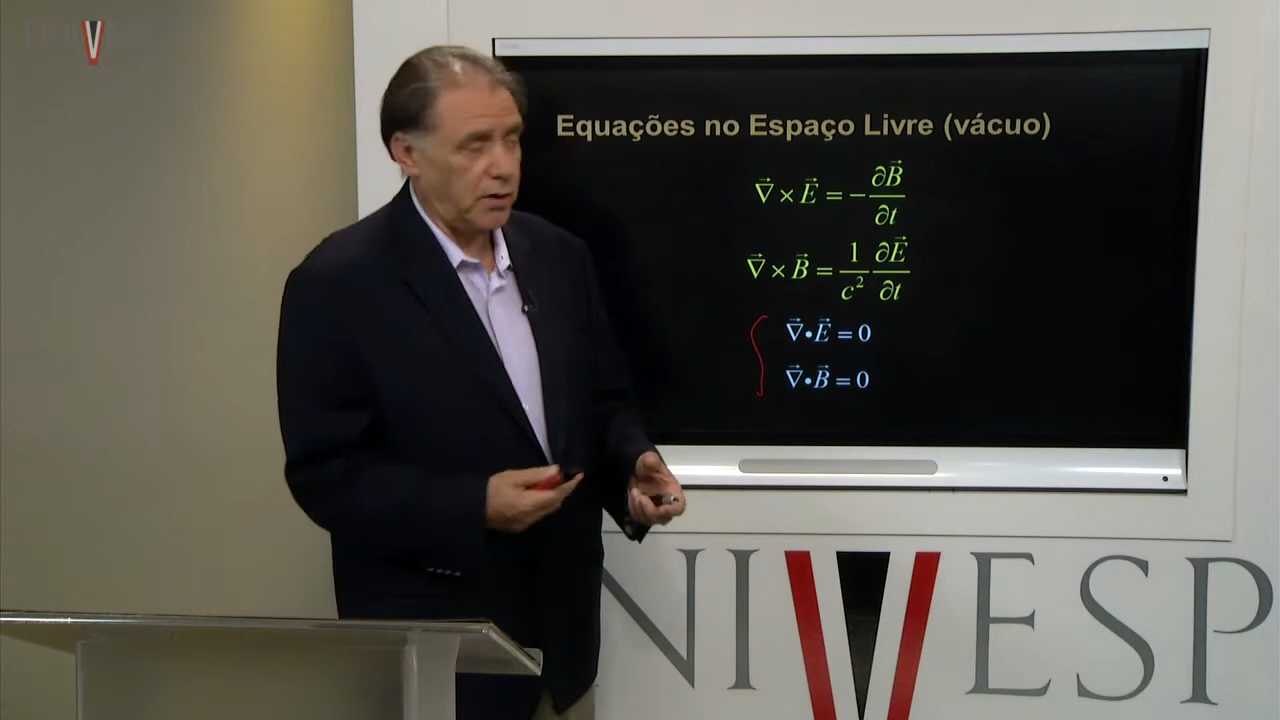 Equações no Espaço Livre (vácuo)
∇⃗ × E⃗ = −∂B⃗/∂t
∇⃗ × B⃗ = 1/c² ∂E⃗/∂t
∇⃗•E⃗ = 0
∇⃗•B⃗ = 0
NIVESP